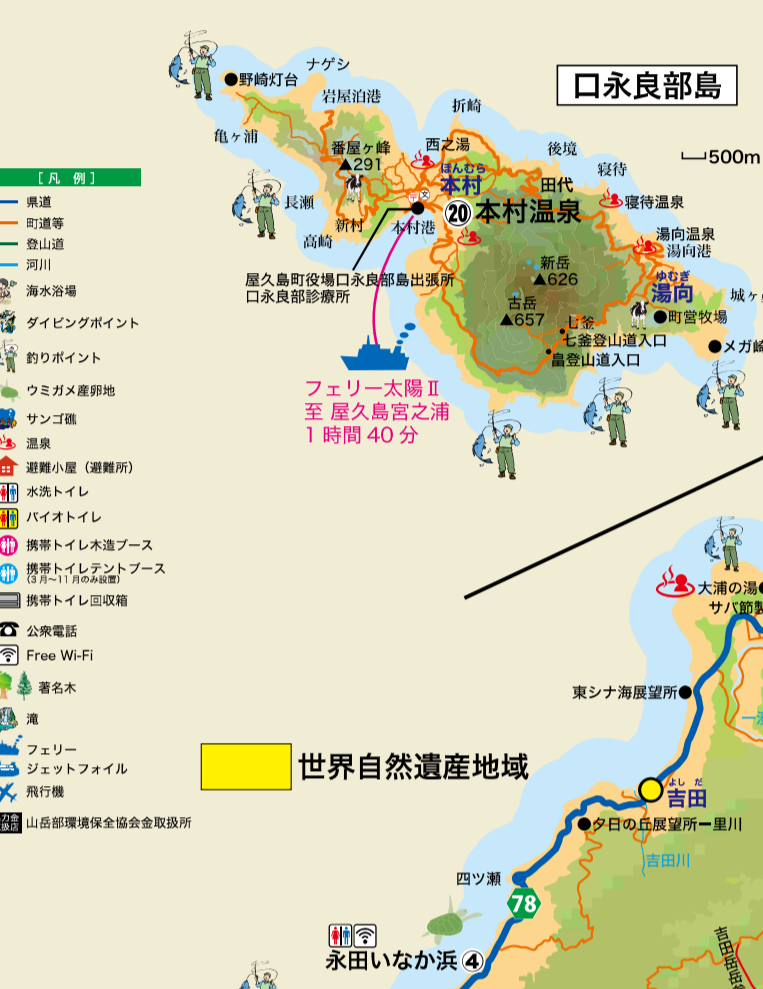 口永良部島
500m
ナゲシ
野崎灯台
岩屋泊港
折崎
亀ヶ浦
番屋ヶ峰
▲291
西之湯
後境
寝待
ほんむら
本村
田代
寝待温泉
長瀬
新村
高崎
本村港
文
⑳本村温泉
湯向温泉
湯向港
屋久島町役場口永良部島出張所
口永良部診療所
新岳
▲626
ゆむぎ
湯向
古岳
▲657
町営牧場
七釜
七釜登山道入口
畠登山道入口
メガ崎
フェリー太陽Ⅱ
至 屋久島宮之浦
1 時間 40 分
［凡 例］
県道
町道等
登山道
河川
海水浴場
ダイビングポイント
釣りポイント
ウミガメ産卵地
サンゴ礁
温泉
避難小屋（避難所）
水洗トイレ
バイオトイレ
携帯トイレ木造ブース
携帯トイレテントブース
（3月〜11月のみ設置）
携帯トイレ回収箱
公衆電話
Free Wi-Fi
著名木
滝
フェリー
ジェットフォイル
飛行機
山岳部環境保全協会金取扱所
世界自然遺産地域
大浦の湯
サバ節製
東シナ海展望所
よし だ
吉田
夕日の丘展望所
一里川
吉田川
四ツ瀬
78
永田いなか浜④
吉田岳